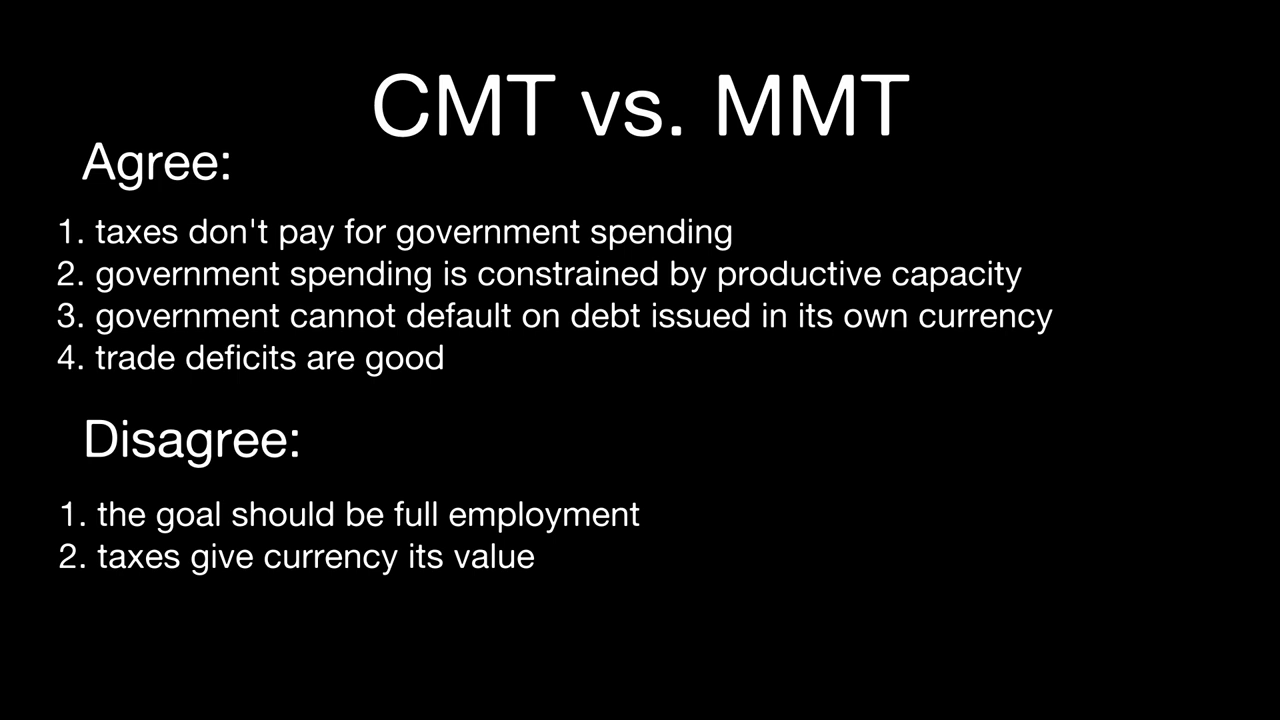 CMT vs. MMT
Agree:
1. taxes don't pay for government spending
2. government spending is constrained by productive capacity
3. government cannot default on debt issued in its own currency
4. trade deficits are good
Disagree:
1. the goal should be full employment
2. taxes give currency its value